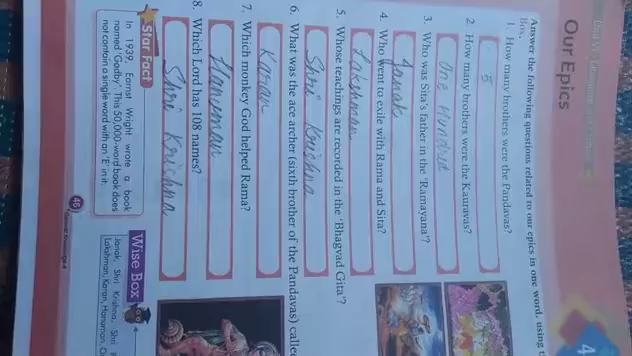 Our Epics
4
Answer the following questions related to our epics in one word, using
Box.
1. How many brothers were the Pandavas?
5
2. How many brothers were the Kauravas?
One Hundred
3. Who was Sita's father in the 'Ramayana'?
Janak
4. Who went to exile with Rama and Sita?
Lakshman
5. Whose teachings are recorded in the 'Bhagvad Gita'?
Shri Krishna
6. What was the ace archer (sixth brother of the Pandavas) calle
Karan
7. Which monkey God helped Rama?
Hanuman
8. Which Lord has 108 names?
Shri Krishna
Star Fact
In 1939, Earnst Wright wrote a book
named 'Gadby'. This 50,000-word book does
not contain a single word with an 'E' in it.
Wise Box
Janak, Shri Krishna, Shri
Lakshman, Karan, Hanuman,
46